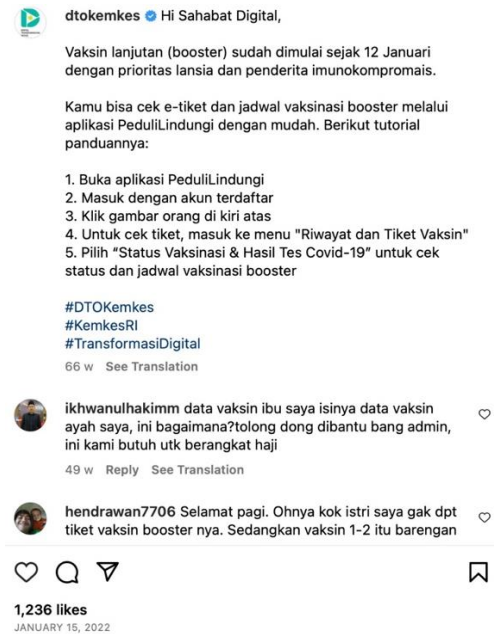 dtokemkes Hi Sahabat Digital,
Vaksin lanjutan (booster) sudah dimulai sejak 12 Januari
dengan prioritas lansia dan penderita imunokompromais.
Kamu bisa cek e-tiket dan jadwal vaksinasi booster melalui
aplikasi PeduliLindungi dengan mudah. Berikut tutorial
panduannya:
1. Buka aplikasi PeduliLindungi
2. Masuk dengan akun terdaftar
3. Klik gambar orang di kiri atas
4. Untuk cek tiket, masuk ke menu "Riwayat dan Tiket Vaksin"
5. Pilih “Status Vaksinasi & Hasil Tes Covid-19” untuk cek
status dan jadwal vaksinasi booster
#DTOKemkes
#KemkesRI
#TransformasiDigital
66 w See Translation
ikhwanulhakimm data vaksin ibu saya isinya data vaksin
ayah saya, ini bagaimana?tolong dong dibantu bang admin,
ini kami butuh utk berangkat haji
49 w Reply See Translation
hendrawan7706 Selamat pagi. Ohnya kok istri saya gak dpt
tiket vaksin booster nya. Sedangkan vaksin 1-2 itu barengan
1,236 likes
JANUARY 15, 2022